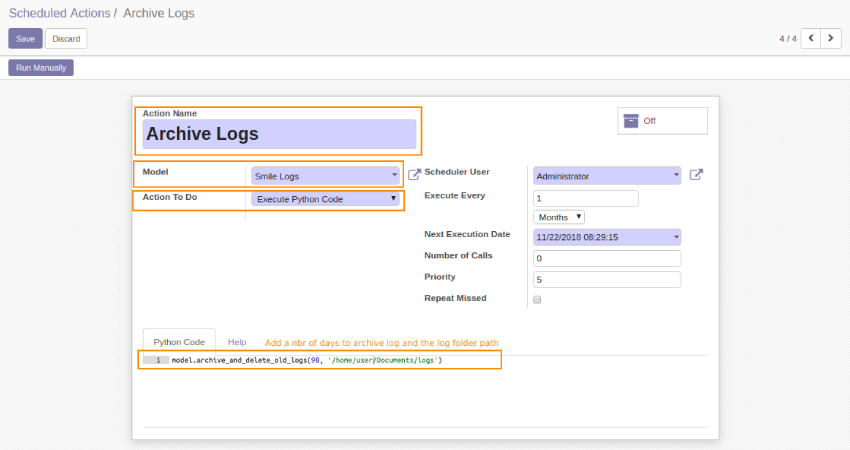 Scheduled Actions / Archive Logs
Save Discard
4 / 4
Run Manually
Action Name
Archive Logs
Off
Model Smile Logs
Action To Do Execute Python Code
Scheduler User Administrator
Execute Every 1
Months
Next Execution Date 11/22/2018 08:29:15
Number of Calls 0
Priority 5
Repeat Missed
Python Code Help Add a nbr of days to archive log and the log folder path
1 model.archive_and_delete_old_logs(90, '/home/user/Documents/logs')